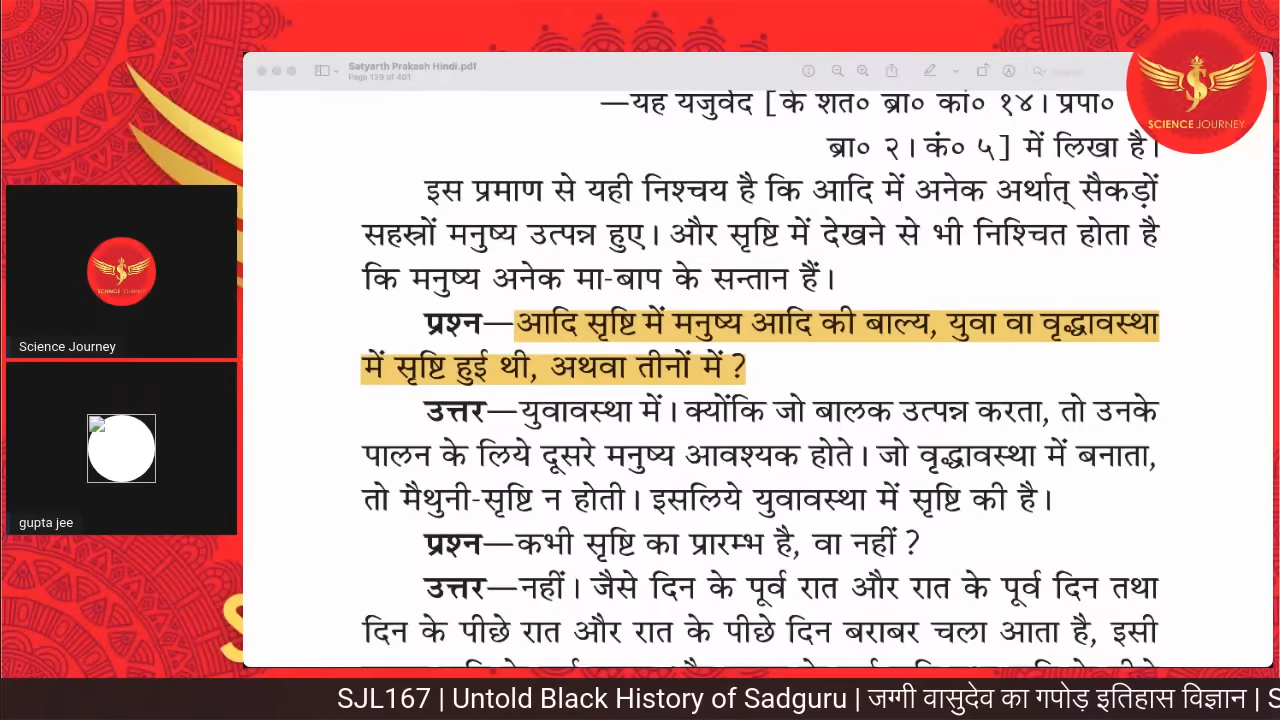 Satyarth Prakash Hindi.pdf
Page 139 of 401
Search
—यह यजुर्वेद [के शत० ब्रा० कां० १४। प्रपा०
ब्रा० २। कं० ५] में लिखा है।
इस प्रमाण से यही निश्चय है कि आदि में अनेक अर्थात् सैकड़ों
सहस्रों मनुष्य उत्पन्न हुए। और सृष्टि में देखने से भी निश्चित होता है
कि मनुष्य अनेक मा-बाप के सन्तान हैं।
प्रश्न—आदि सृष्टि में मनुष्य आदि की बाल्य, युवा वा वृद्धावस्था
में सृष्टि हुई थी, अथवा तीनों में ?
उत्तर—युवावस्था में। क्योंकि जो बालक उत्पन्न करता, तो उनके
पालन के लिये दूसरे मनुष्य आवश्यक होते। जो वृद्धावस्था में बनाता,
तो मैथुनी-सृष्टि न होती। इसलिये युवावस्था में सृष्टि की है।
प्रश्न—कभी सृष्टि का प्रारम्भ है, वा नहीं ?
उत्तर—नहीं। जैसे दिन के पूर्व रात और रात के पूर्व दिन तथा
दिन के पीछे रात और रात के पीछे दिन बराबर चला आता है, इसी
SCIENCE JOURNEY
SCIENCE JOURNEY
Science Journey
gupta jee
SJL167 | Untold Black History of Sadguru | जग्गी वासुदेव का गपोड़ इतिहास विज्ञान | S